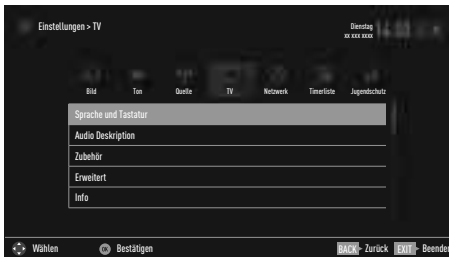 Einstellungen > TV
Dienstag
xx xxx xxxx
Bild Ton Quelle TV Netzwerk Timerliste Jugendschutz
Sprache und Tastatur
Audio Deskription
Zubehör
Erweitert
Info
Wählen OK Bestätigen BACK Zurück EXIT Beenden